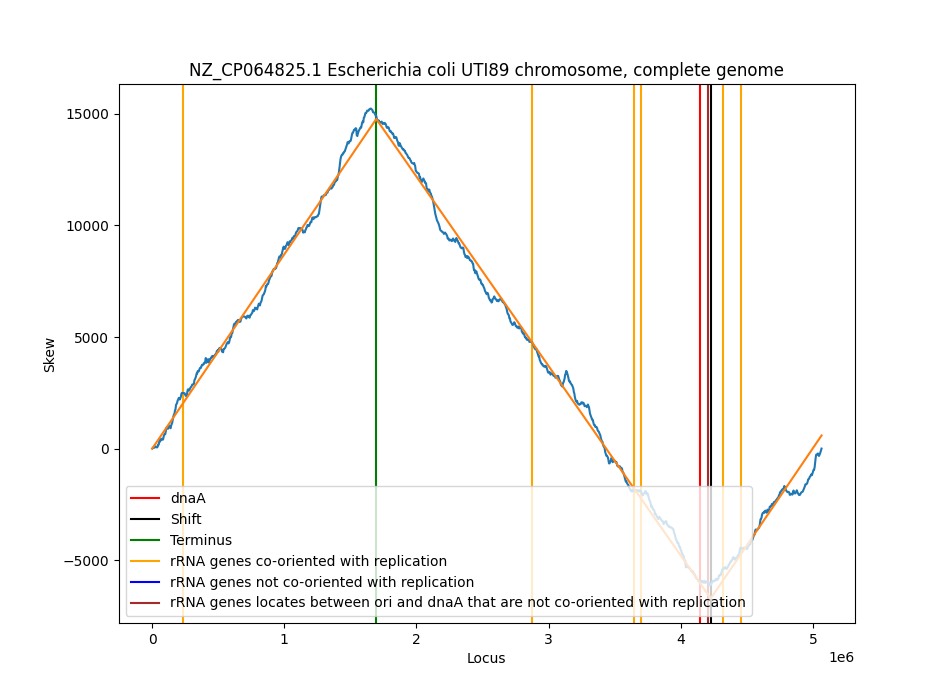 NZ_CP064825.1 Escherichia coli UTI89 chromosome, complete genome
15000
10000
5000
0
−5000
Skew
dnaA
Shift
Terminus
rRNA genes co-oriented with replication
rRNA genes not co-oriented with replication
rRNA genes locates between ori and dnaA that are not co-oriented with replication
0 1 2 3 4 5
1e6
Locus